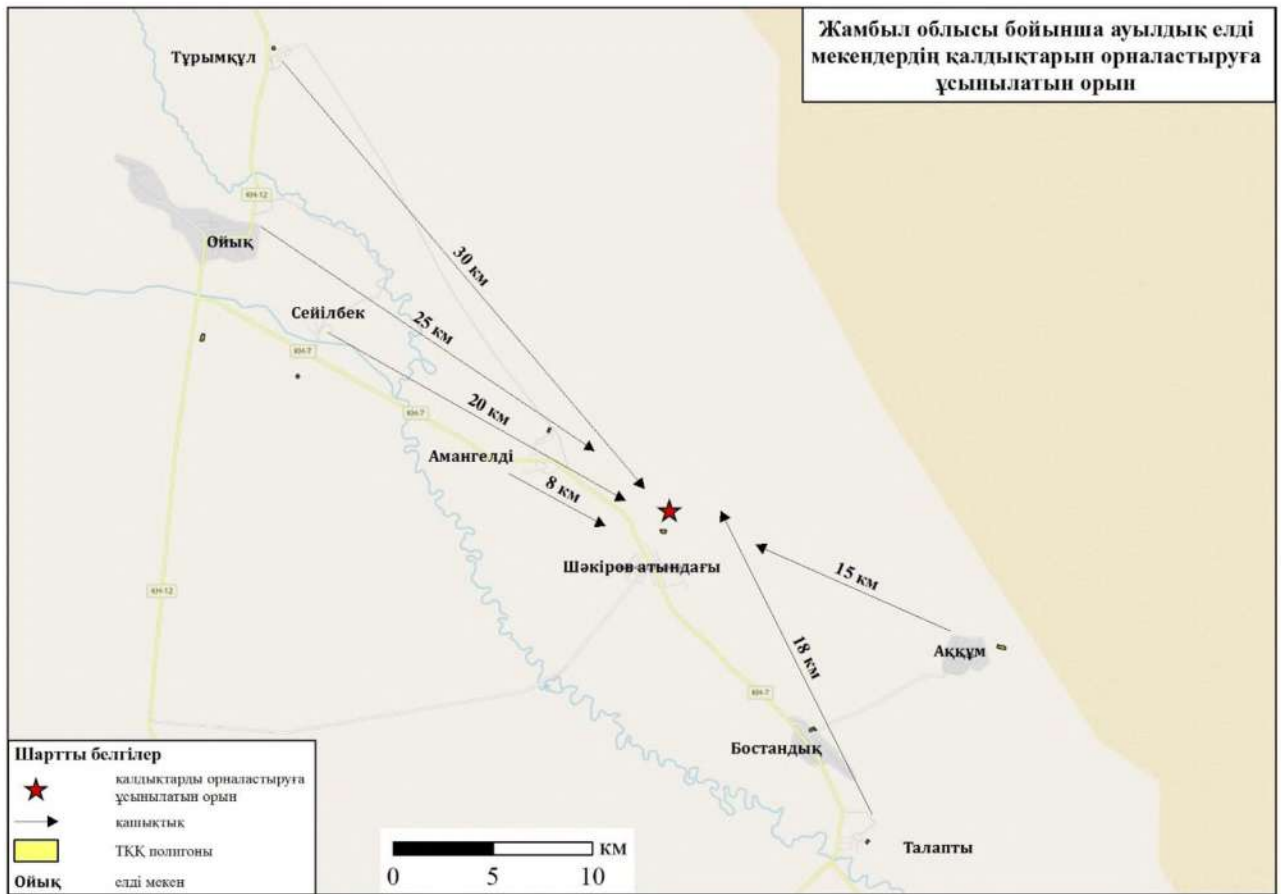 Жамбыл облысы бойынша ауылдық елді
мекендердің қалдықтарын орналастыруға
ұсынылатын орын
Тұрымқұл
КН-12
Ойық
30 км
Сейілбек
25 км
КН-7
20 км
КН-7
Амангелді
8 км
Шәкіров атындағы
15 км
КН-12
18 км
Аққұм
КН-7
Бостандық
Талапты
Шартты белгілер
қалдықтарды орналастыруға
ұсынылатын орын
қашықтық
ТҚҚ полигоны
Ойық
елді мекен
км
0 5 10